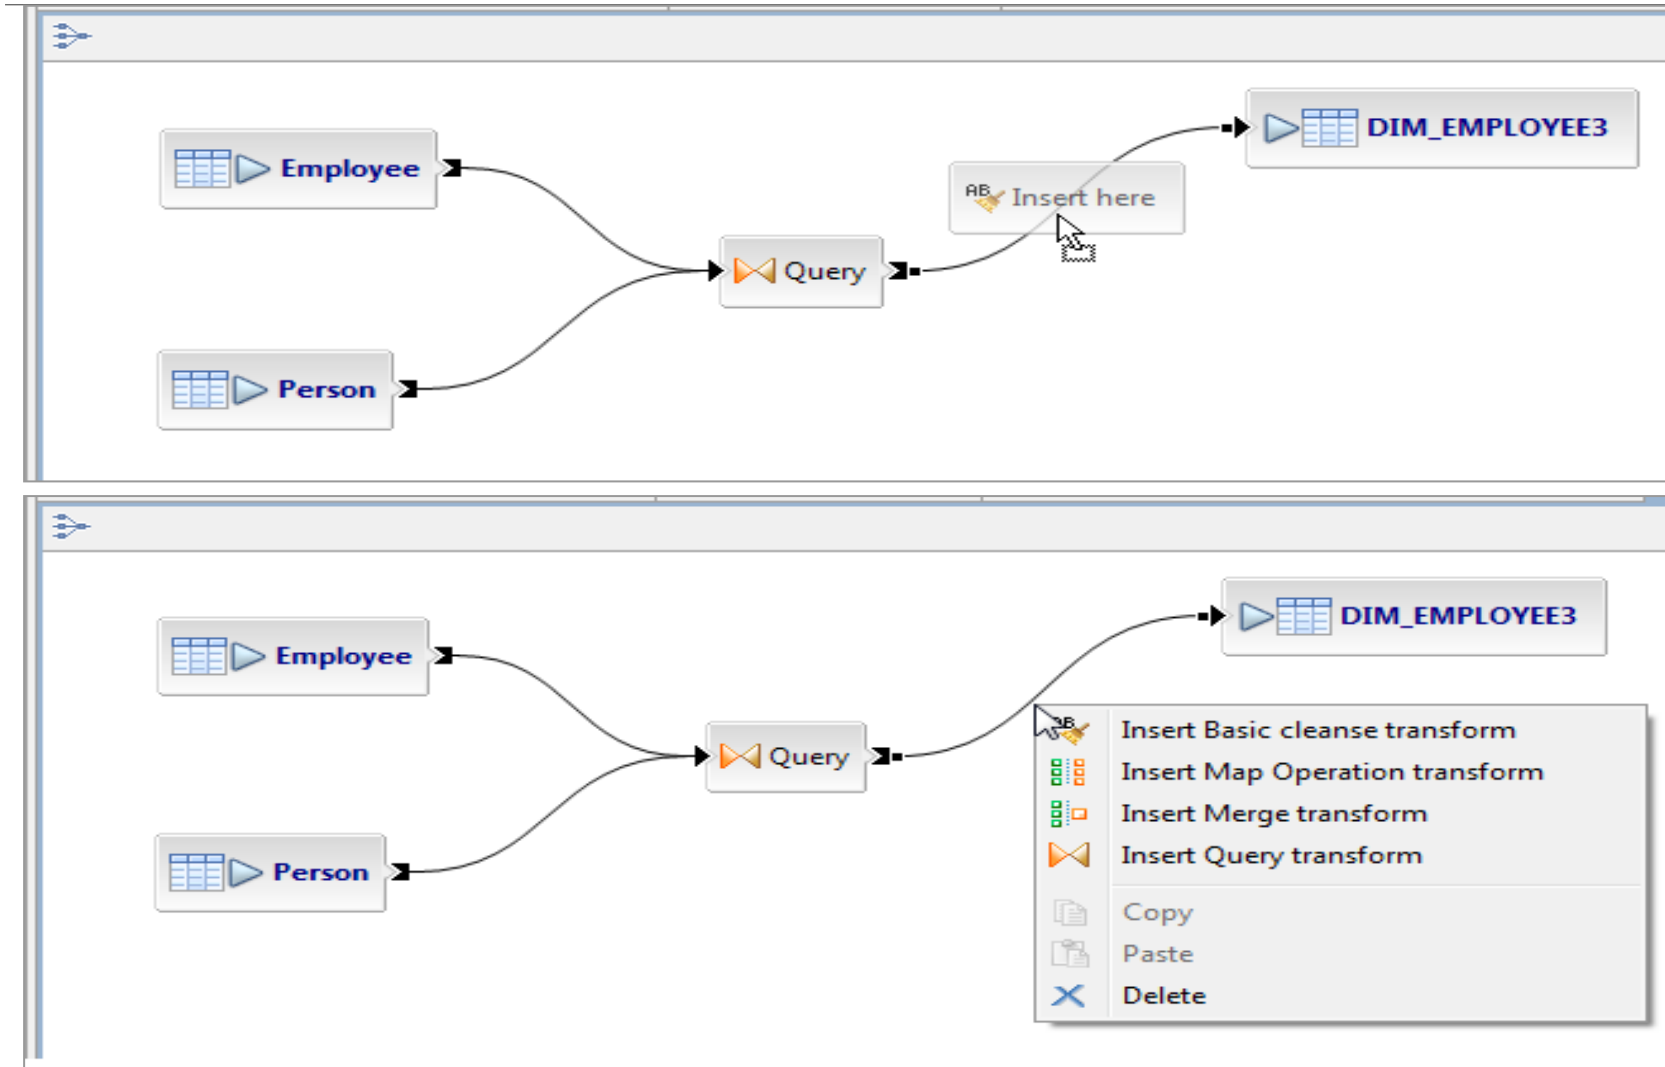 DIM_EMPLOYEE3
Employee
AB Insert here
Query
Person
DIM_EMPLOYEE3
Employee
Insert Basic cleanse transform
Query
Insert Map Operation transform
Insert Merge transform
Insert Query transform
Person
Copy
Paste
Delete